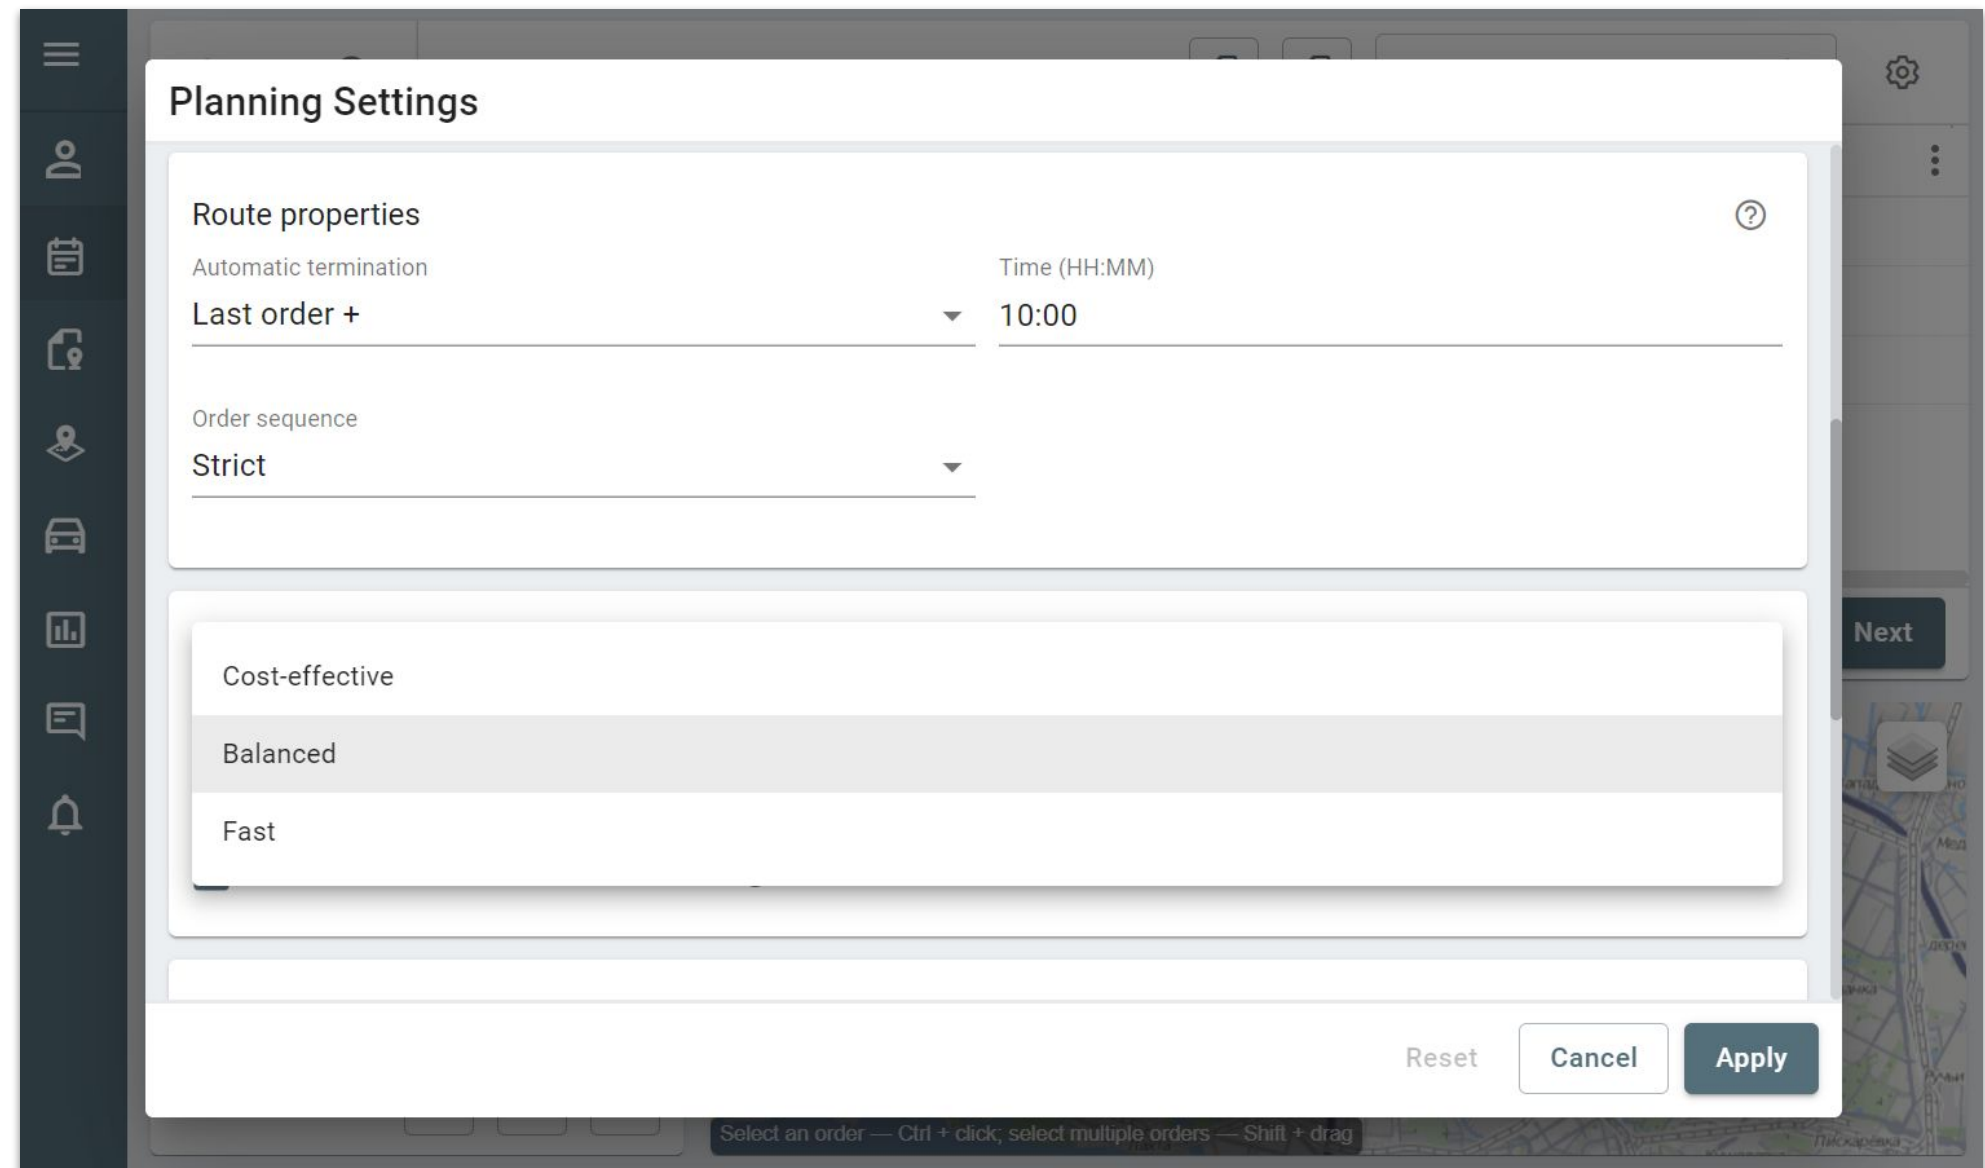 Planning Settings
Route properties
Automatic termination
Time (HH:MM)
Last order +
10:00
Order sequence
Strict
Next
Cost-effective
Balanced
Fast
Reset
Cancel
Apply
Select an order — Ctrl + click; select multiple orders — Shift + drag
Пискарёвка